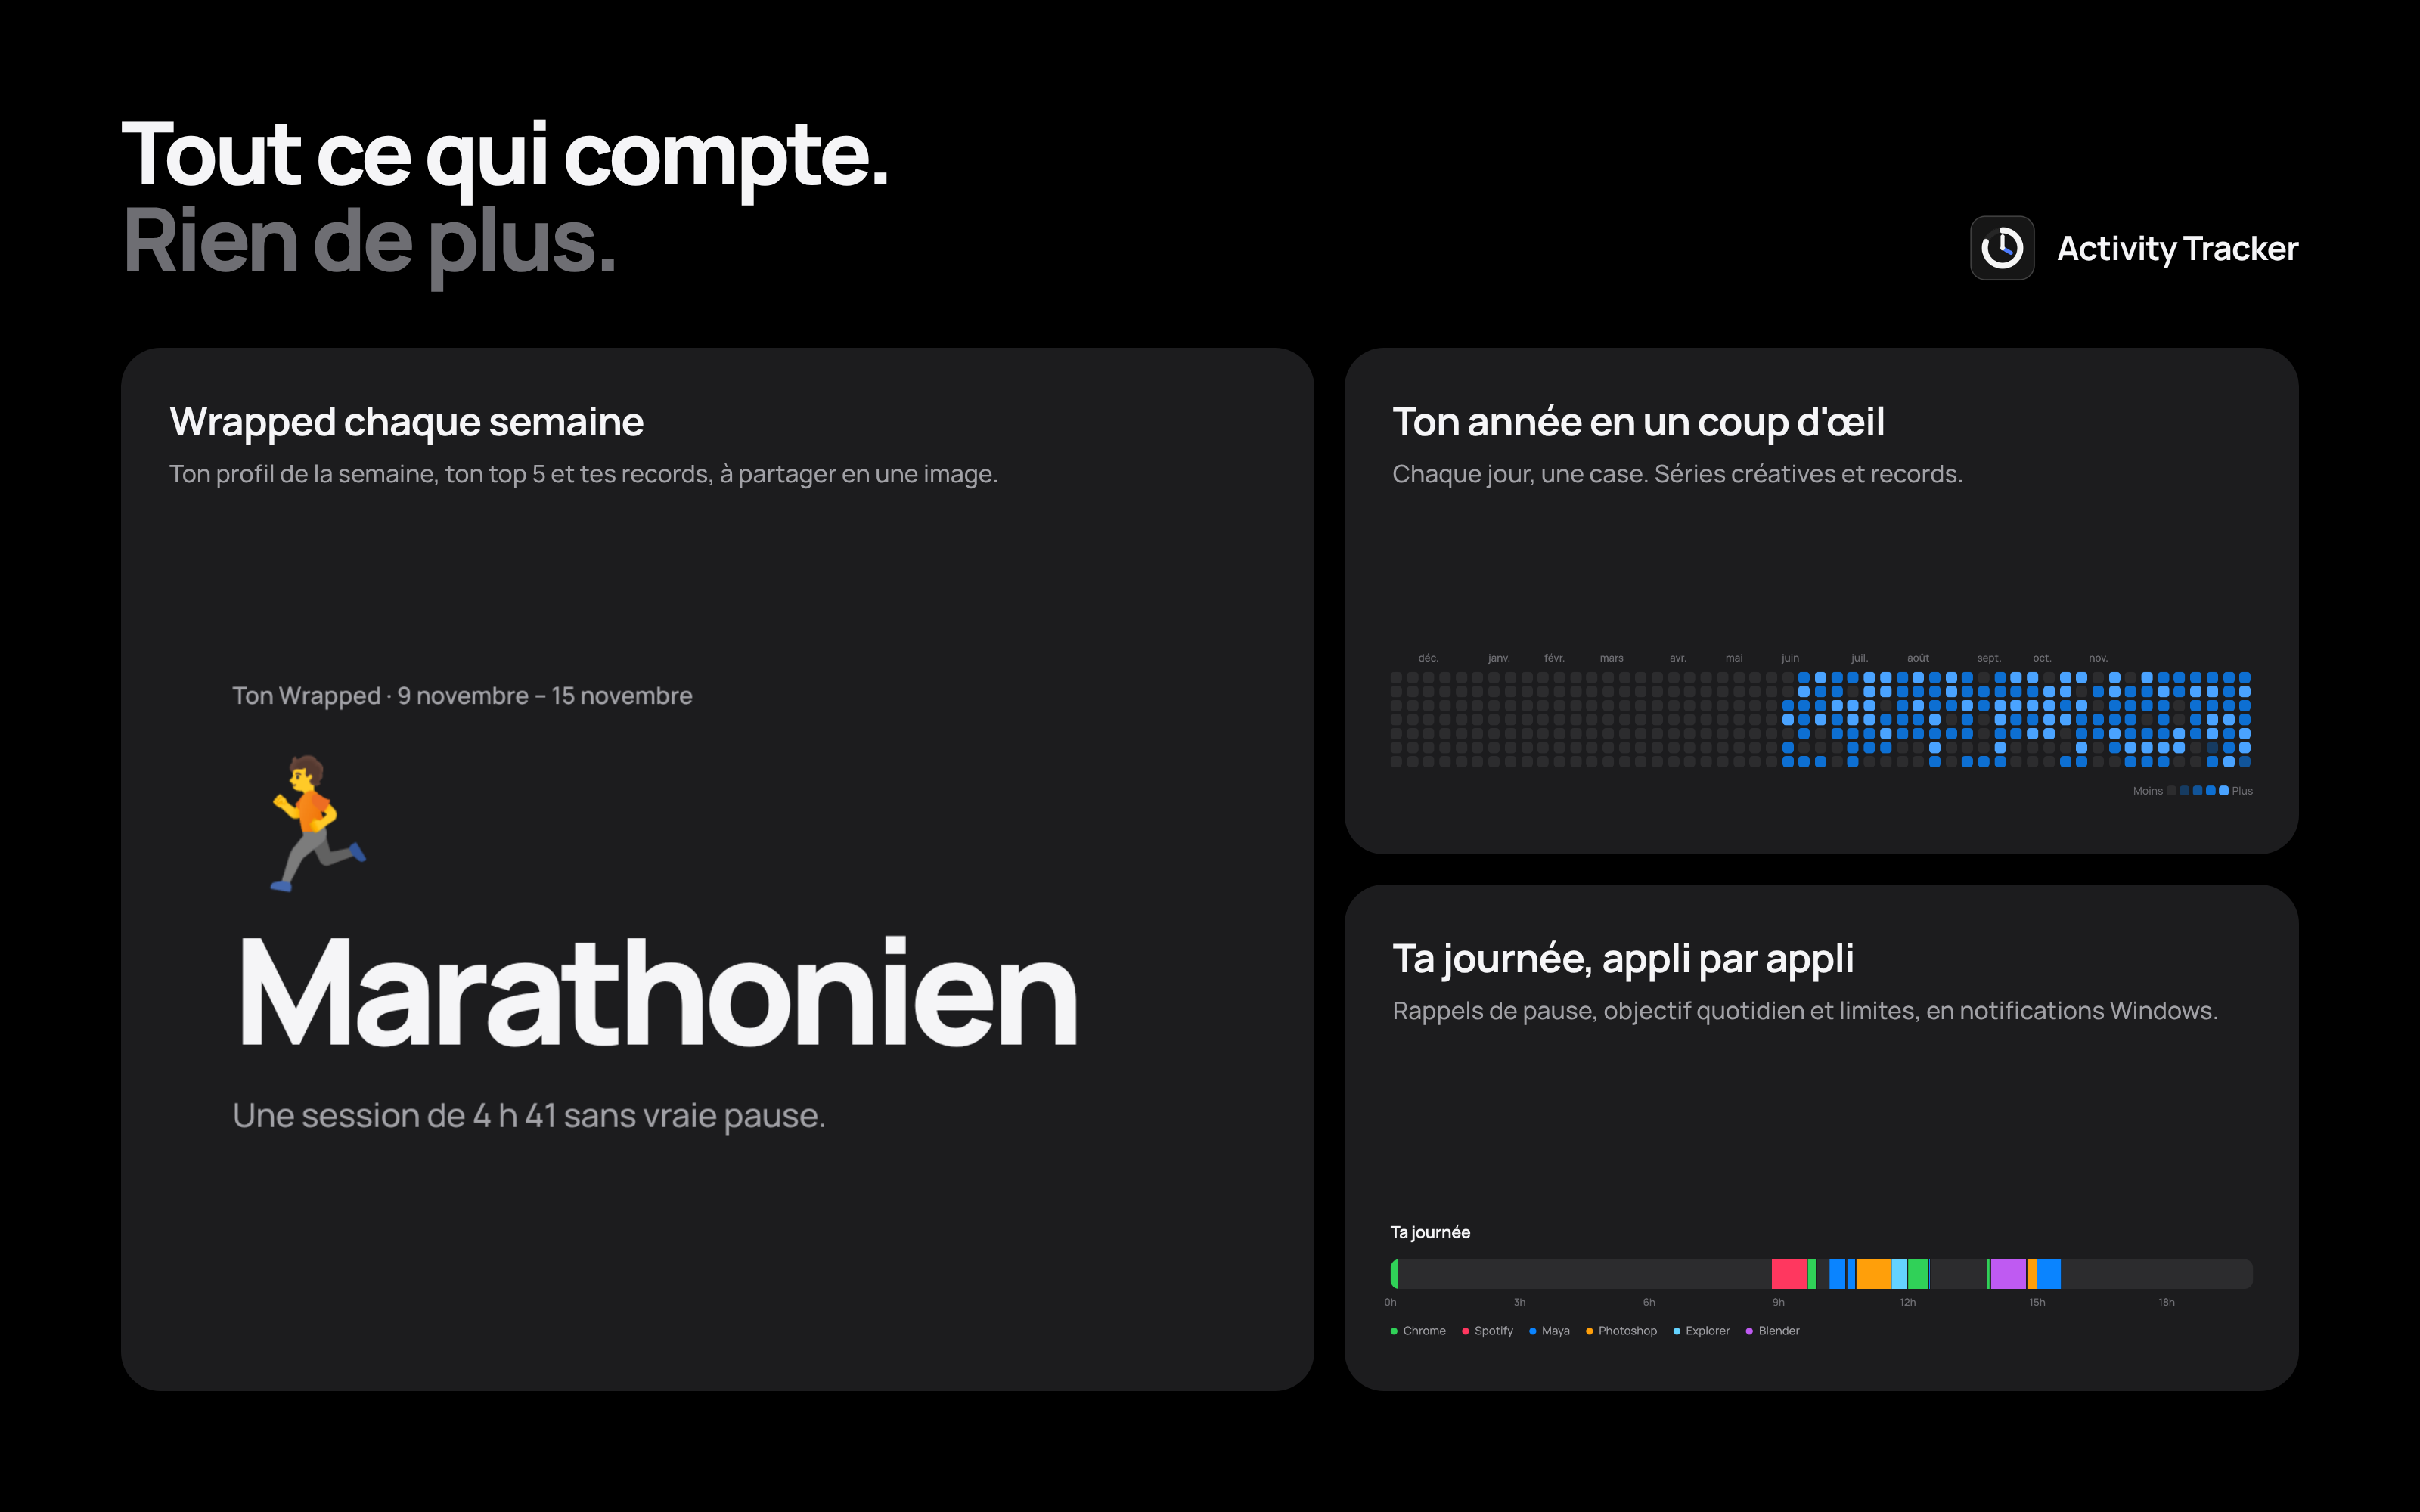 Tout ce qui compte.
Rien de plus.
Activity Tracker
Wrapped chaque semaine
Ton profil de la semaine, ton top 5 et tes records, à partager en une image.
Ton Wrapped · 9 novembre – 15 novembre
Marathonien
Une session de 4 h 41 sans vraie pause.
Ton année en un coup d'œil
Chaque jour, une case. Séries créatives et records.
déc. janv. févr. mars avr. mai juin juil. août sept. oct. nov.
Moins Plus
Ta journée, appli par appli
Rappels de pause, objectif quotidien et limites, en notifications Windows.
Ta journée
0h 3h 6h 9h 12h 15h 18h
Chrome Spotify Maya Photoshop Explorer Blender